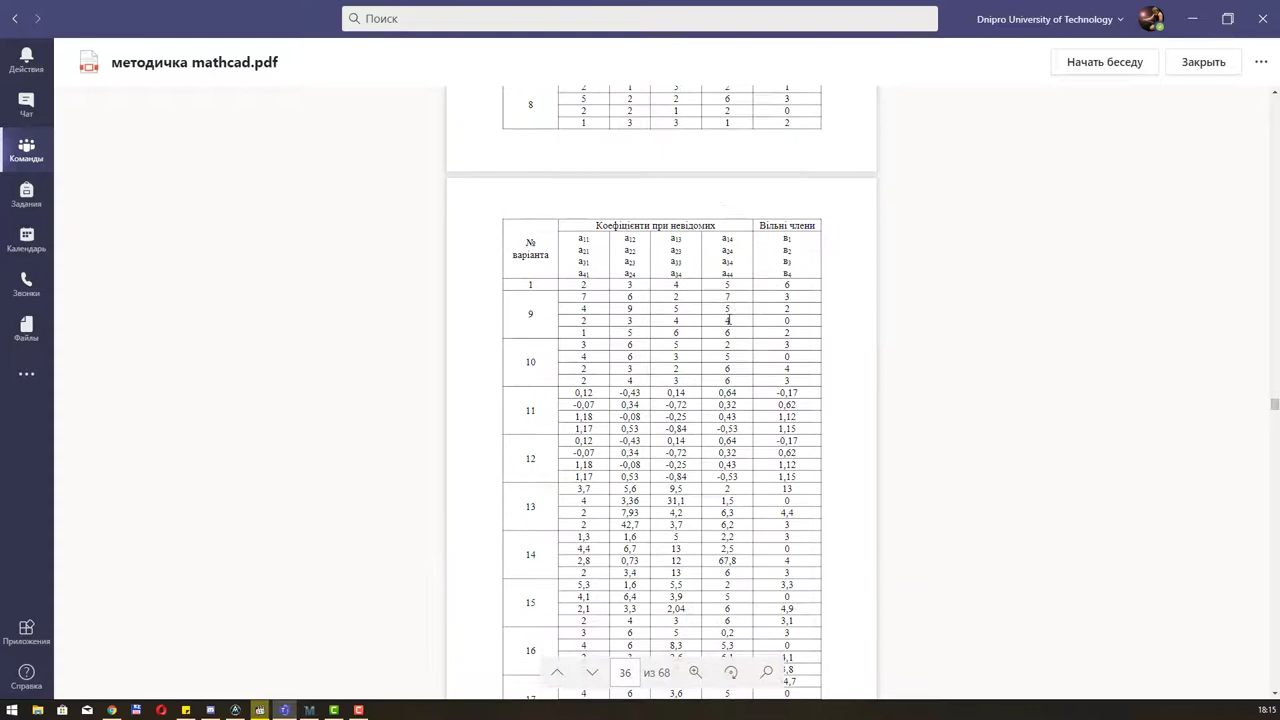 Поиск
Dnipro University of Technology
Действия
Чат
Команды
Задания
Календарь
Звонки
Файлы
Приложения
Справка
методичка mathcad.pdf
Начать беседу
Закрыть
2 1 3 2 1
8 5 2 2 6 3
2 2 1 2 0
1 3 3 1 2
№ варіанта Коефіцієнти при невідомих Вільні члени
a11 a12 a13 a14 в1
a21 a22 a23 a24 в2
a31 a23 a33 a34 в3
a41 a24 a34 a44 в4
1 2 3 4 5 6
9 7 6 2 7 3
4 9 5 5 2
2 3 4 4 0
1 5 6 6 2
10 3 6 5 2 3
4 6 3 5 0
2 3 2 6 4
2 4 3 6 3
11 0,12 -0,43 0,14 0,64 -0,17
-0,07 0,34 -0,72 0,32 0,62
1,18 -0,08 -0,25 0,43 1,12
1,17 0,53 -0,84 -0,53 1,15
12 0,12 -0,43 0,14 0,64 -0,17
-0,07 0,34 -0,72 0,32 0,62
1,18 -0,08 -0,25 0,43 1,12
1,17 0,53 -0,84 -0,53 1,15
13 3,7 5,6 9,5 2 13
4 3,36 31,1 1,5 0
2 7,93 4,2 6,3 4,4
2 42,7 3,7 6,2 3
14 1,3 1,6 5 2,2 3
4,4 6,7 13 2,5 0
2,8 0,73 12 67,8 4
2 3,4 13 6 3
15 5,3 1,6 5,5 2 3,3
4,1 6,4 3,9 5 0
2,1 3,3 2,04 6 4,9
2 4 3 6 3,1
16 3 6 5 0,2 3
4 6 8,3 5,3 0
4 6 3,6 5 0
36 из 68
18:15